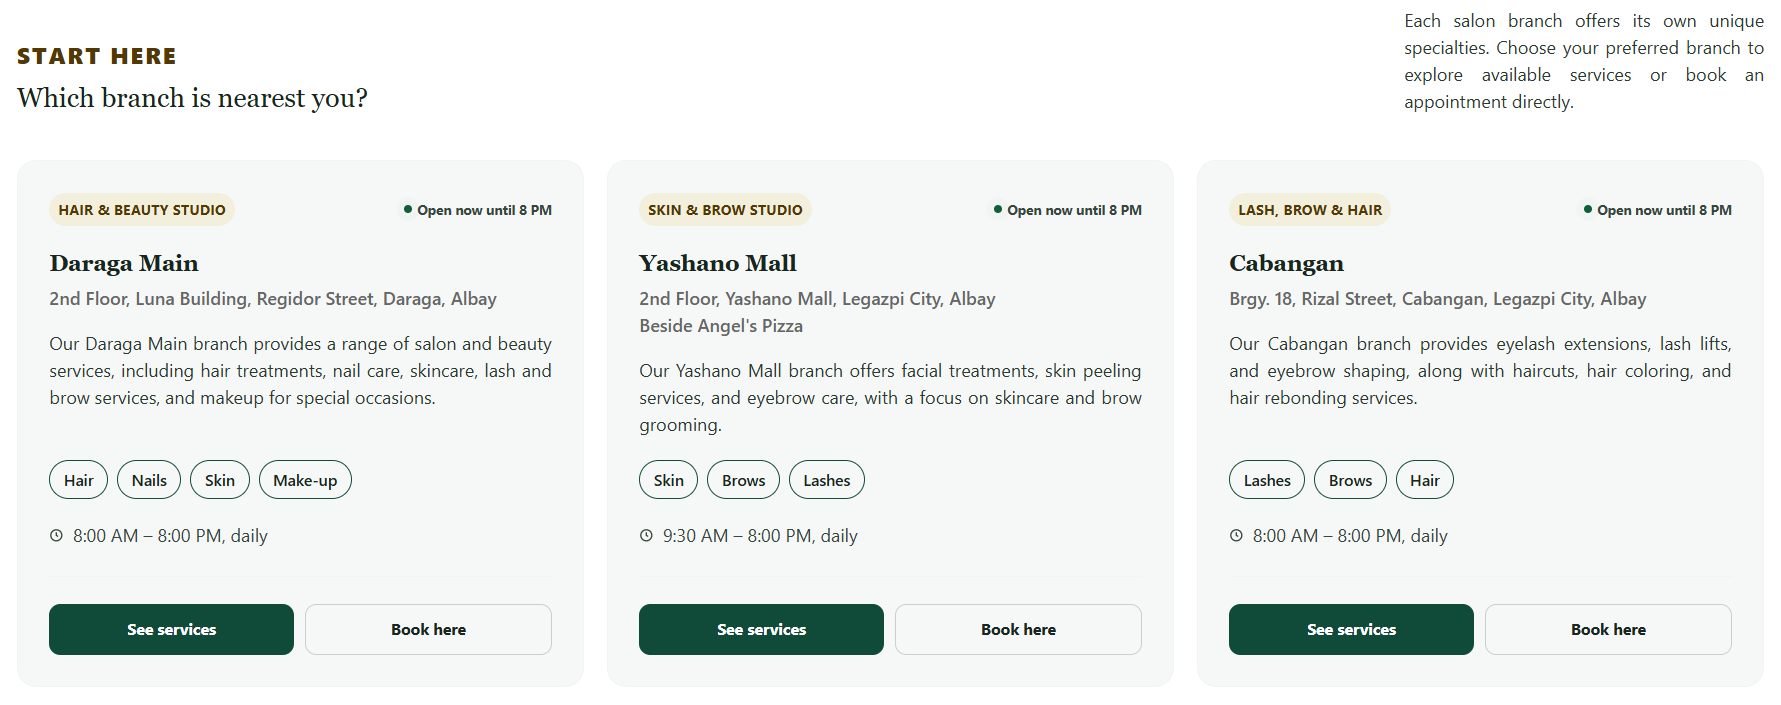 START HERE
Which branch is nearest you?
Each salon branch offers its own unique
specialties. Choose your preferred branch to
explore available services or book an
appointment directly.
HAIR & BEAUTY STUDIO
Open now until 8 PM
Daraga Main
2nd Floor, Luna Building, Regidor Street, Daraga, Albay
Our Daraga Main branch provides a range of salon and beauty
services, including hair treatments, nail care, skincare, lash and
brow services, and makeup for special occasions.
Hair
Nails
Skin
Make-up
8:00 AM – 8:00 PM, daily
See services
Book here
SKIN & BROW STUDIO
Open now until 8 PM
Yashano Mall
2nd Floor, Yashano Mall, Legazpi City, Albay
Beside Angel's Pizza
Our Yashano Mall branch offers facial treatments, skin peeling
services, and eyebrow care, with a focus on skincare and brow
grooming.
Skin
Brows
Lashes
9:30 AM – 8:00 PM, daily
See services
Book here
LASH, BROW & HAIR
Open now until 8 PM
Cabangan
Brgy. 18, Rizal Street, Cabangan, Legazpi City, Albay
Our Cabangan branch provides eyelash extensions, lash lifts,
and eyebrow shaping, along with haircuts, hair coloring, and
hair rebonding services.
Lashes
Brows
Hair
8:00 AM – 8:00 PM, daily
See services
Book here